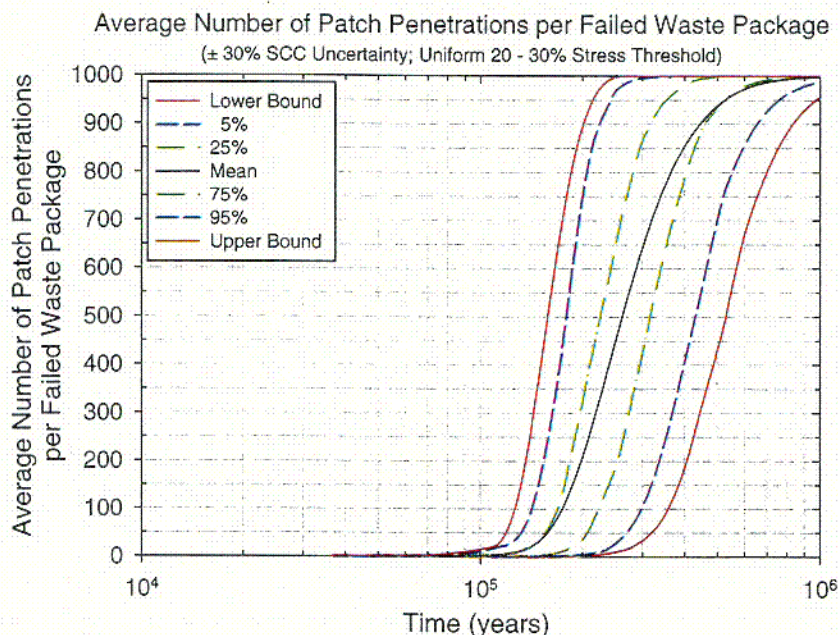 Average Number of Patch Penetrations per Failed Waste Package
(± 30% SCC Uncertainty; Uniform 20 - 30% Stress Threshold)
Average Number of Patch Penetrations
per Failed Waste Package
1000
900
800
700
600
500
400
300
200
100
0
Lower Bound
5%
25%
Mean
75%
95%
Upper Bound
10⁴
10⁵
10⁶
Time (years)